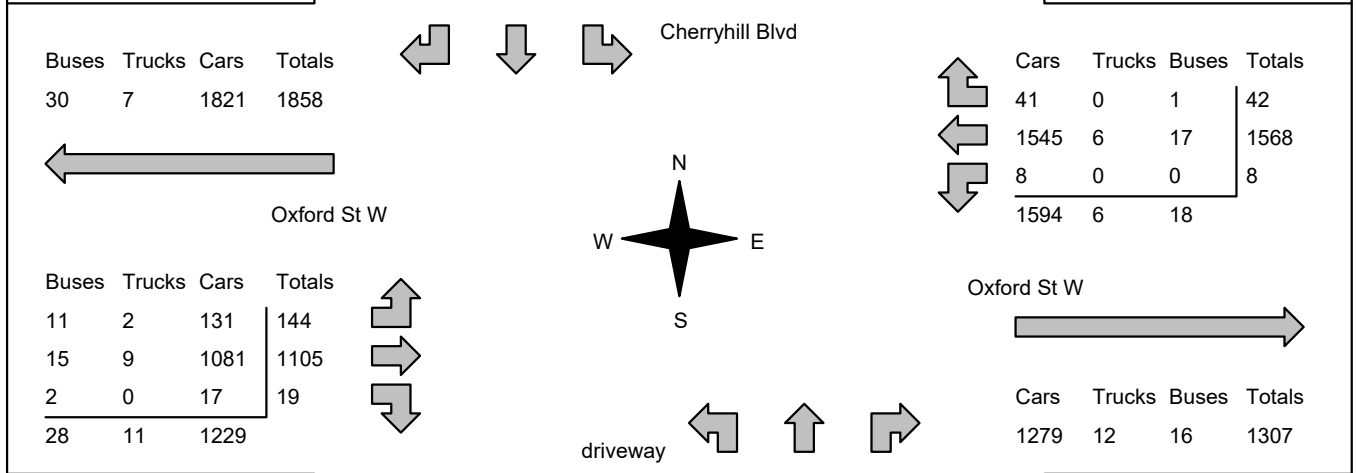 Cherryhill Blvd
Buses Trucks Cars Totals
30 7 1821 1858
Oxford St W
Buses Trucks Cars Totals
11 2 131 144
15 9 1081 1105
2 0 17 19
28 11 1229
N
W E
S
driveway
Cars Trucks Buses Totals
41 0 1 42
1545 6 17 1568
8 0 0 8
1594 6 18
Oxford St W
Cars Trucks Buses Totals
1279 12 16 1307